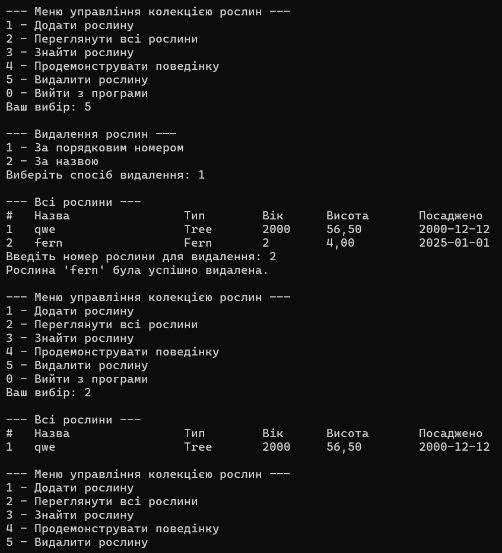 --- Меню управління колекцією рослин ---
1 - Додати рослину
2 - Переглянути всі рослини
3 - Знайти рослину
4 - Продемонструвати поведінку
5 - Видалити рослину
0 - Вийти з програми
Ваш вибір: 5
--- Видалення рослин ---
1 - За порядковим номером
2 - За назвою
Виберіть спосіб видалення: 1
--- Всі рослини ---
# Назва Тип Вік Висота Посаджено
1 qwe Tree 2000 56,50 2000-12-12
2 fern Fern 2 4,00 2025-01-01
Введіть номер рослини для видалення: 2
Рослина 'fern' була успішно видалена.
--- Меню управління колекцією рослин ---
1 - Додати рослину
2 - Переглянути всі рослини
3 - Знайти рослину
4 - Продемонструвати поведінку
5 - Видалити рослину
0 - Вийти з програми
Ваш вибір: 2
--- Всі рослини ---
# Назва Тип Вік Висота Посаджено
1 qwe Tree 2000 56,50 2000-12-12
--- Меню управління колекцією рослин ---
1 - Додати рослину
2 - Переглянути всі рослини
3 - Знайти рослину
4 - Продемонструвати поведінку
5 - Видалити рослину